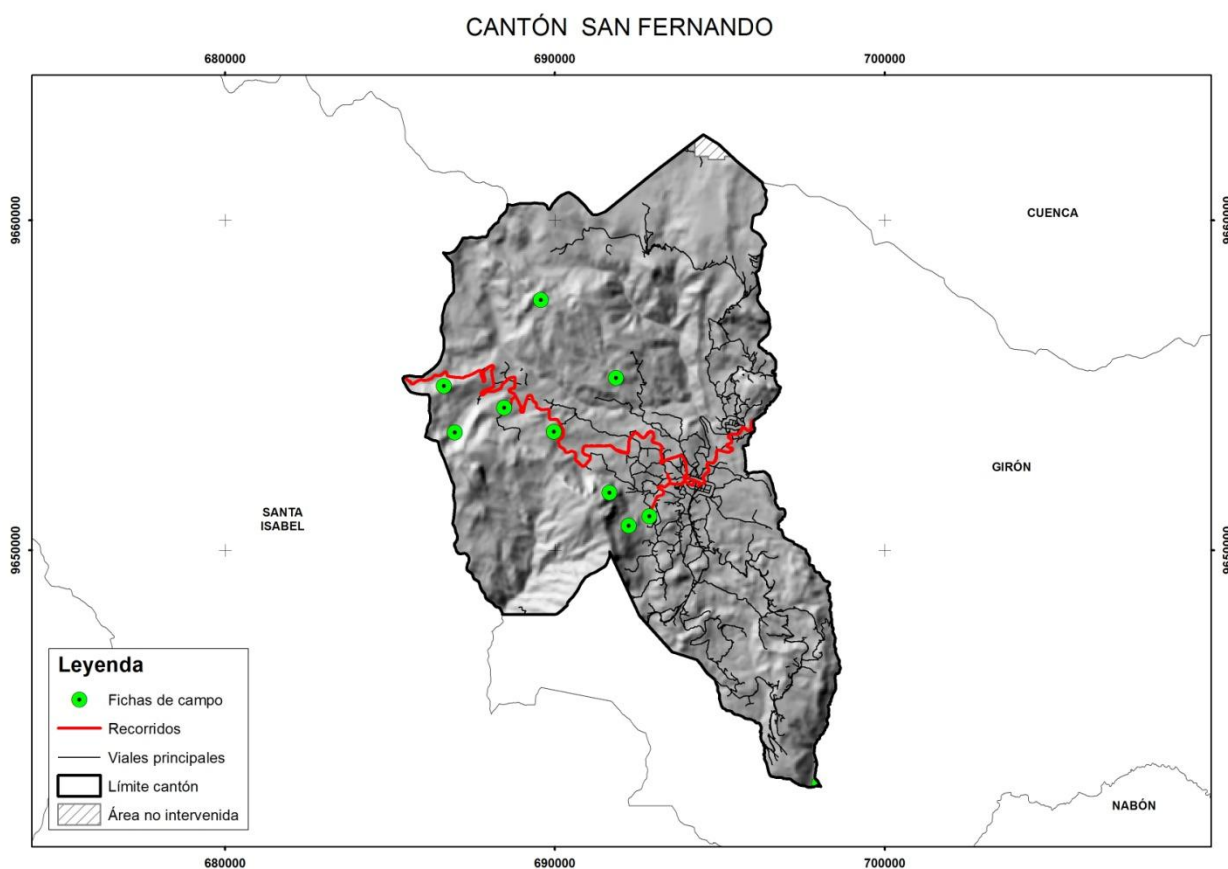 CANTÓN SAN FERNANDO
680000
690000
700000
9660000
9660000
CUENCA
GIRÓN
SANTA
ISABEL
9650000
9650000
Leyenda
Fichas de campo
Recorridos
Viales principales
Límite cantón
Área no intervenida
NABÓN
680000
690000
700000